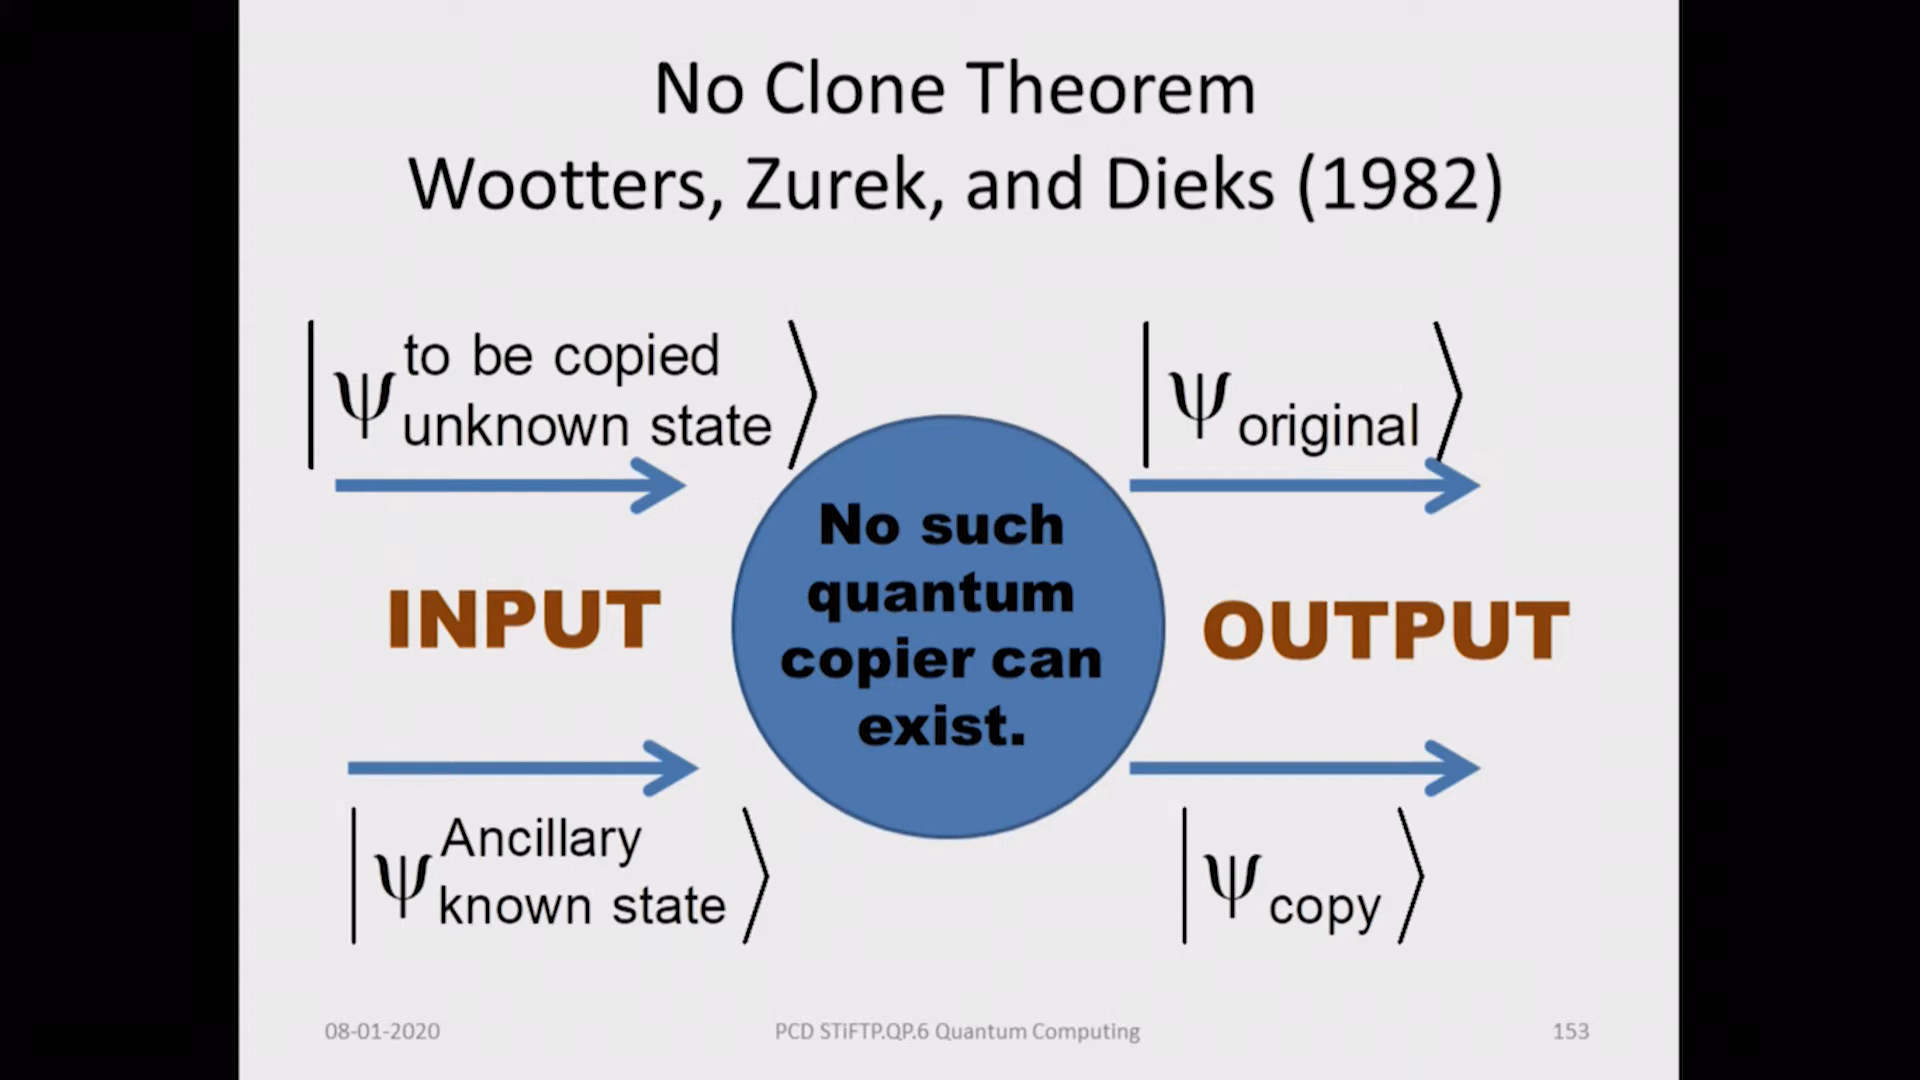 No Clone Theorem
Wootters, Zurek, and Dieks (1982)
|ψ to be copied unknown state⟩
|ψ original⟩
No such
quantum
copier can
exist.
INPUT
OUTPUT
|ψ Ancillary known state⟩
|ψ copy⟩
08-01-2020
PCD STiFTP.QP.6 Quantum Computing
153